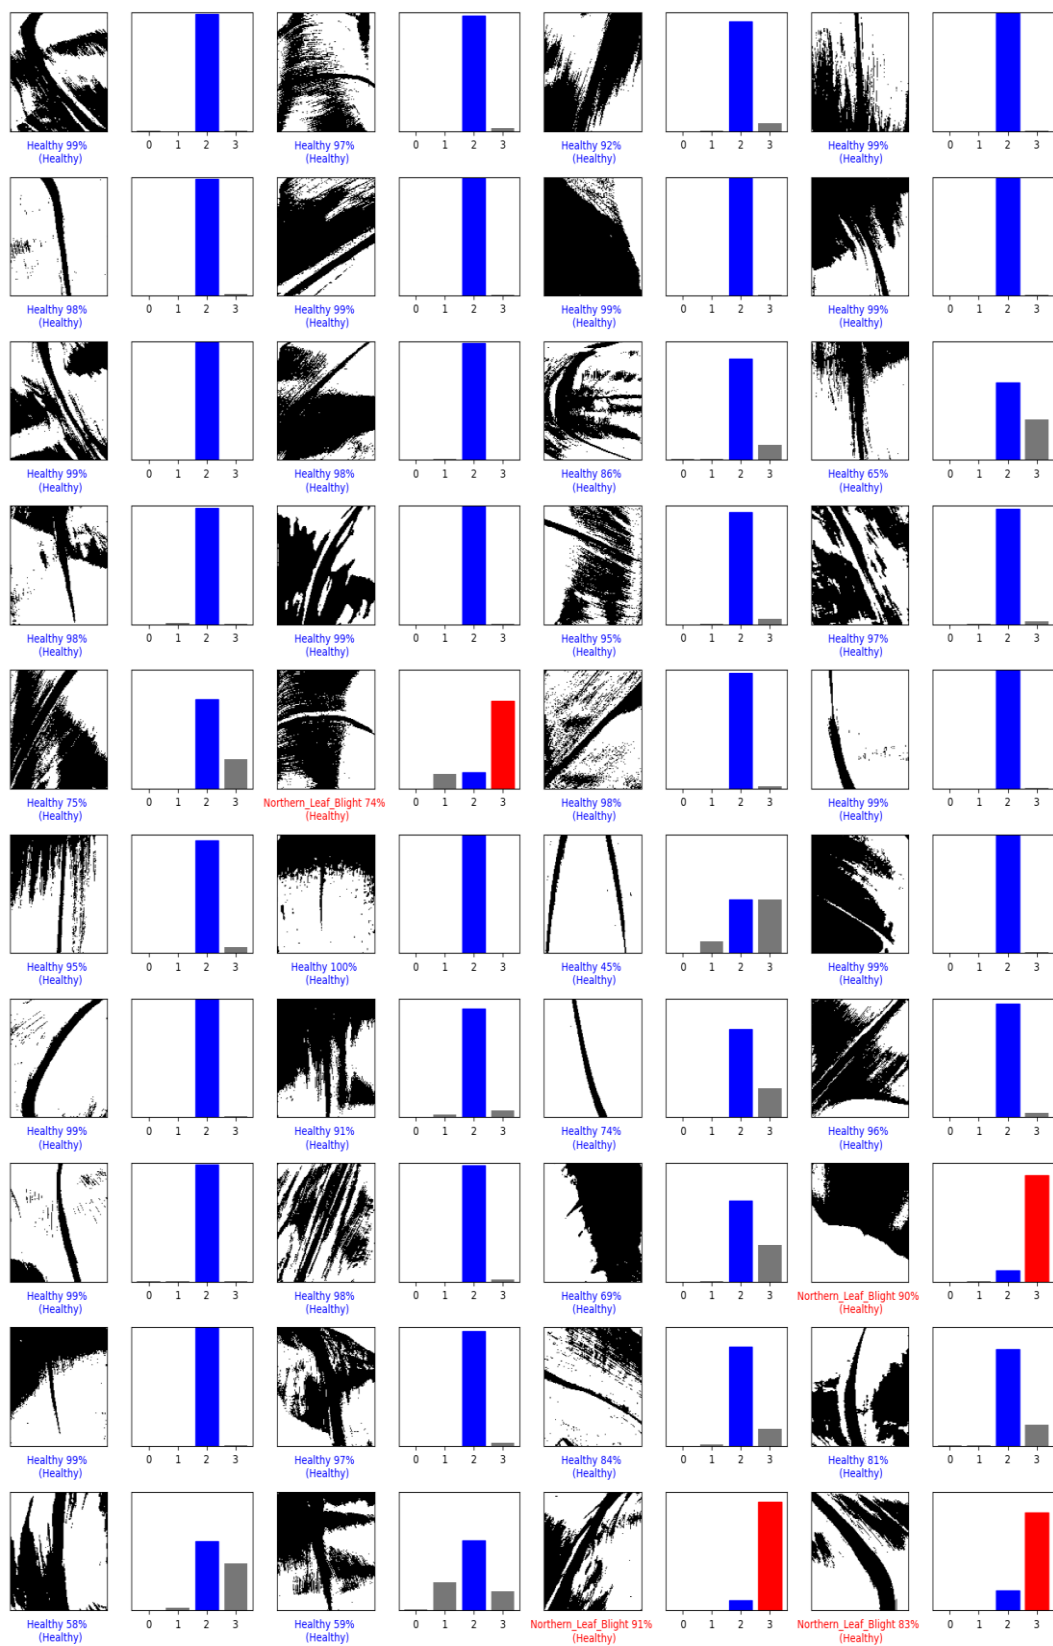 0 1 2 3 0 1 2 3 0 1 2 3 0 1 2 3
Healthy 99% Healthy 97% Healthy 92% Healthy 99%
(Healthy) (Healthy) (Healthy) (Healthy)
0 1 2 3 0 1 2 3 0 1 2 3 0 1 2 3
Healthy 98% Healthy 99% Healthy 99% Healthy 99%
(Healthy) (Healthy) (Healthy) (Healthy)
0 1 2 3 0 1 2 3 0 1 2 3 0 1 2 3
Healthy 99% Healthy 98% Healthy 86% Healthy 65%
(Healthy) (Healthy) (Healthy) (Healthy)
0 1 2 3 0 1 2 3 0 1 2 3 0 1 2 3
Healthy 98% Healthy 99% Healthy 95% Healthy 97%
(Healthy) (Healthy) (Healthy) (Healthy)
0 1 2 3 0 1 2 3 0 1 2 3 0 1 2 3
Healthy 75% Northern_Leaf_Blight 74% Healthy 98% Healthy 99%
(Healthy) (Healthy) (Healthy) (Healthy)
0 1 2 3 0 1 2 3 0 1 2 3 0 1 2 3
Healthy 95% Healthy 100% Healthy 45% Healthy 99%
(Healthy) (Healthy) (Healthy) (Healthy)
0 1 2 3 0 1 2 3 0 1 2 3 0 1 2 3
Healthy 99% Healthy 91% Healthy 74% Healthy 96%
(Healthy) (Healthy) (Healthy) (Healthy)
0 1 2 3 0 1 2 3 0 1 2 3 0 1 2 3
Healthy 99% Healthy 98% Healthy 69% Northern_Leaf_Blight 90%
(Healthy) (Healthy) (Healthy) (Healthy)
0 1 2 3 0 1 2 3 0 1 2 3 0 1 2 3
Healthy 99% Healthy 97% Healthy 84% Healthy 81%
(Healthy) (Healthy) (Healthy) (Healthy)
0 1 2 3 0 1 2 3 0 1 2 3 0 1 2 3
Healthy 58% Healthy 59% Northern_Leaf_Blight 91% Northern_Leaf_Blight 83%
(Healthy) (Healthy) (Healthy) (Healthy)